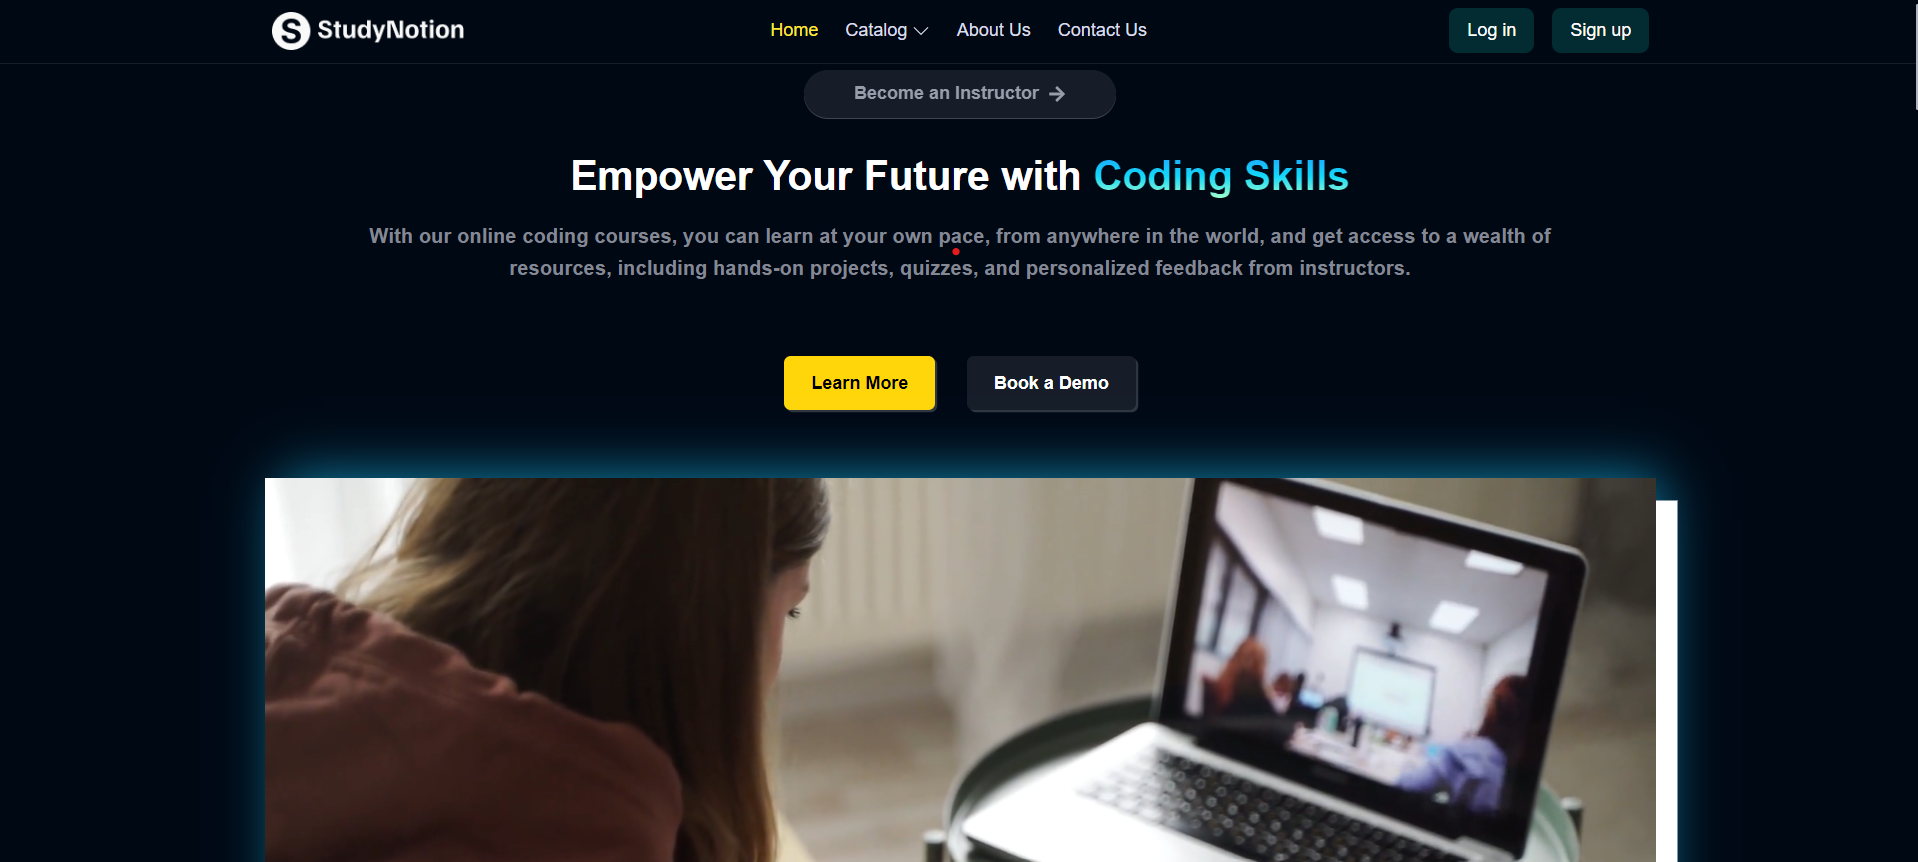 StudyNotion
Home Catalog About Us Contact Us
Log in Sign up
Become an Instructor
Empower Your Future with Coding Skills
With our online coding courses, you can learn at your own pace, from anywhere in the world, and get access to a wealth of
resources, including hands-on projects, quizzes, and personalized feedback from instructors.
Learn More Book a Demo